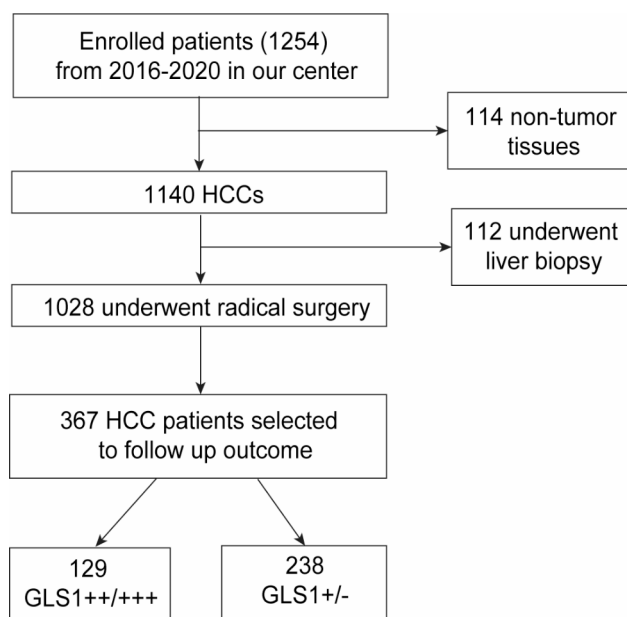 Enrolled patients (1254)
from 2016-2020 in our center
114 non-tumor
tissues
1140 HCCs
112 underwent
liver biopsy
1028 underwent radical surgery
367 HCC patients selected
to follow up outcome
129
GLS1++/+++
238
GLS1+/-